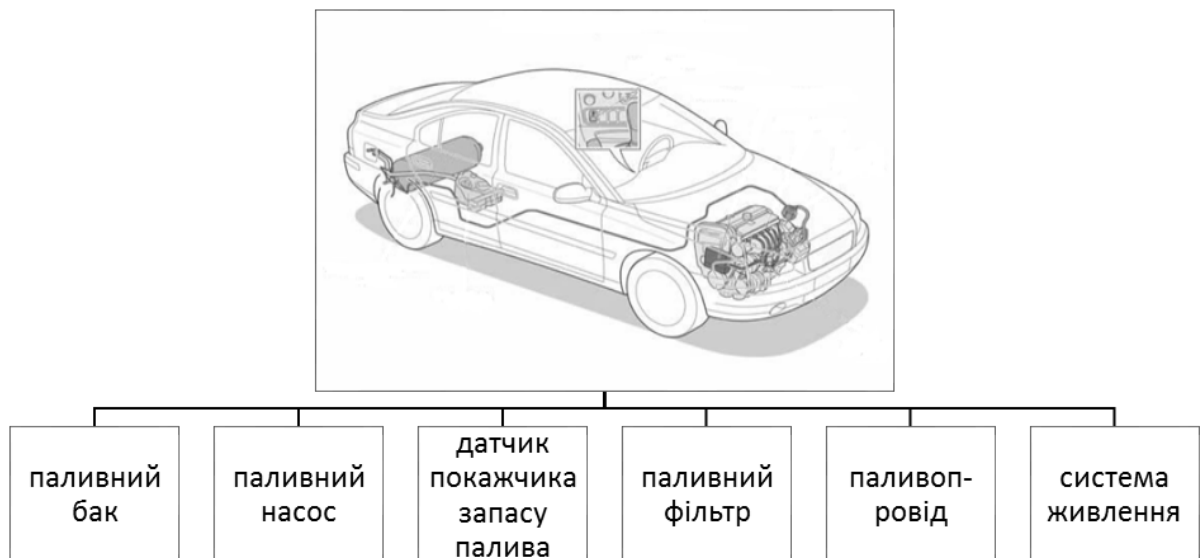 паливний
бак
паливний
насос
датчик
покажчика
запасу
палива
паливний
фільтр
паливоп-
ровід
система
живлення